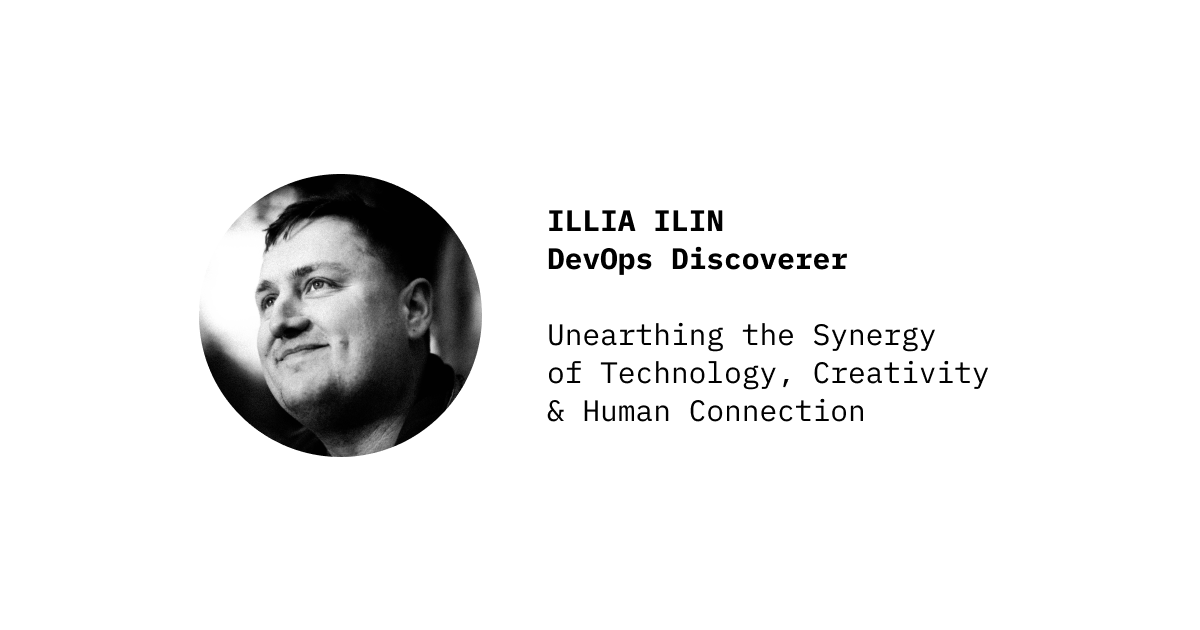 ILLIA ILIN
DevOps Discoverer
Unearthing the Synergy
of Technology, Creativity
& Human Connection